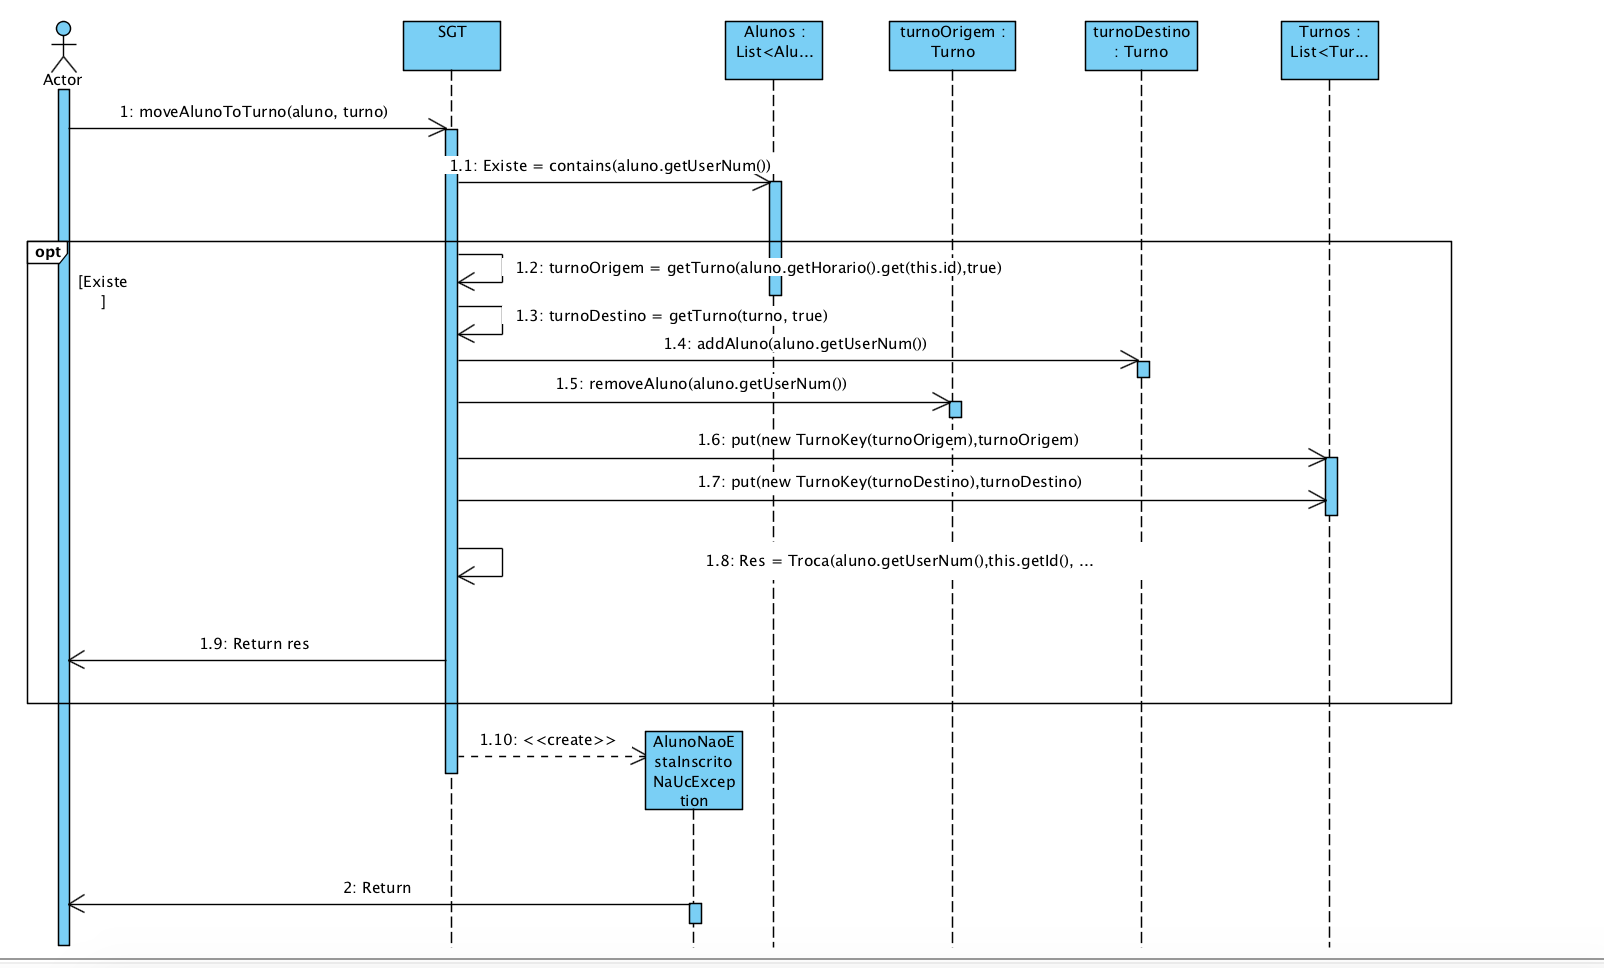 Actor
SGT
Alunos :
List<Alu...
turnoOrigem :
Turno
turnoDestino
: Turno
Turnos :
List<Tur...
1: moveAlunoToTurno(aluno, turno)
1.1: Existe = contains(aluno.getUserNum())
opt
[Existe
]
1.2: turnoOrigem = getTurno(aluno.getHorario().get(this.id),true)
1.3: turnoDestino = getTurno(turno, true)
1.4: addAluno(aluno.getUserNum())
1.5: removeAluno(aluno.getUserNum())
1.6: put(new TurnoKey(turnoOrigem),turnoOrigem)
1.7: put(new TurnoKey(turnoDestino),turnoDestino)
1.8: Res = Troca(aluno.getUserNum(),this.getId(), ...
1.9: Return res
1.10: <<create>>
AlunoNaoE
staInscrito
NaUcExcep
tion
2: Return